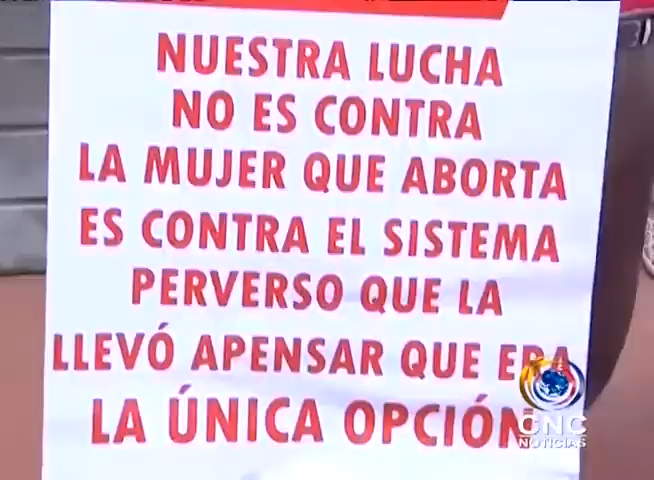 NUESTRA LUCHA
NO ES CONTRA
LA MUJER QUE ABORTA
ES CONTRA EL SISTEMA
PERVERSO QUE LA
LLEVÓ APENSAR QUE ERA
LA ÚNICA OPCIÓN
CNC
NOTICIAS